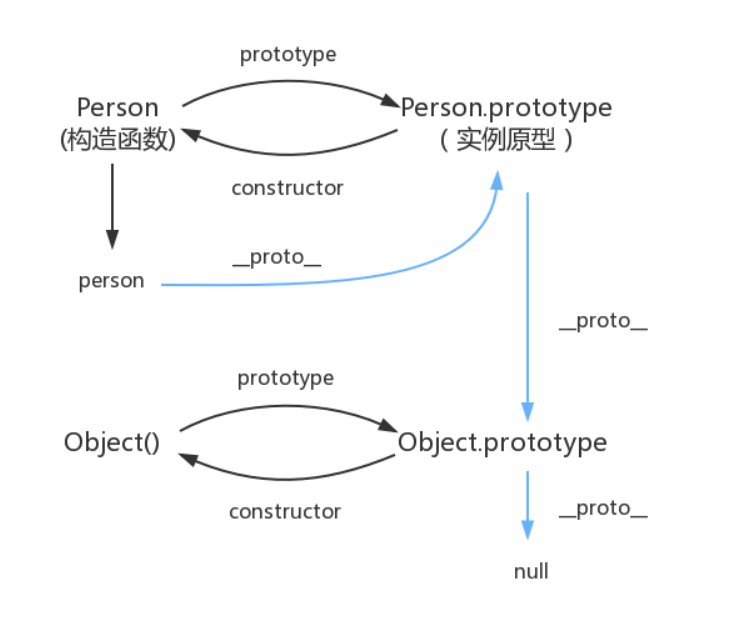 prototype
Person
Person.prototype
(构造函数)
( 实例原型 )
constructor
__proto__
person
__proto__
prototype
Object()
Object.prototype
constructor
__proto__
null